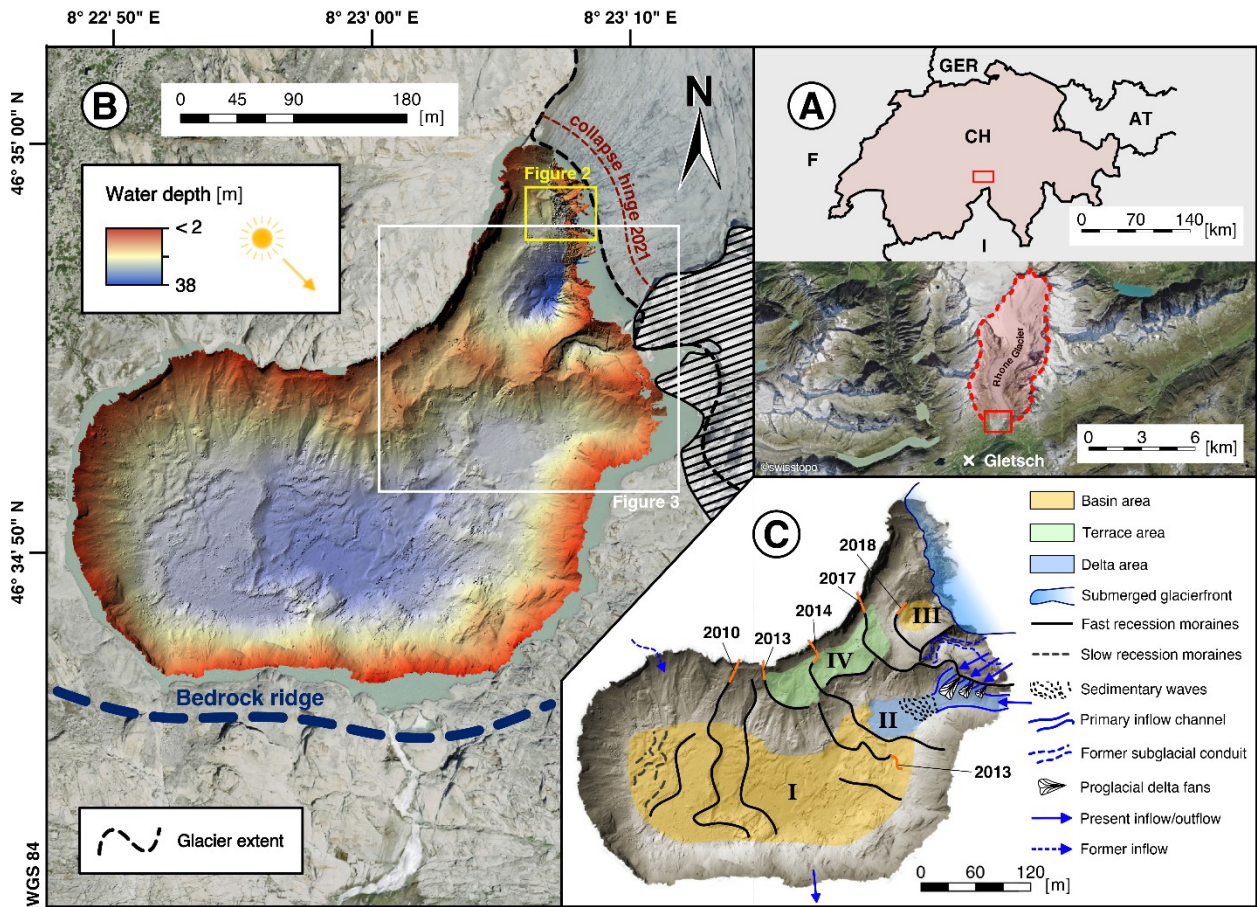 8° 22' 50" E
8° 23' 00" E
8° 23' 10" E
46° 35' 00" N
46° 34' 50" N
WGS 84
B
0 45 90 180 [m]
N
Water depth [m]
< 2
38
collapse hinge 2021
Figure 2
Figure 3
Bedrock ridge
Glacier extent
A
GER
AT
CH
F
I
0 70 140
[km]
Rhone Glacier
0 3 6
[km]
Gletsch
©swisstopo
C
2018
2017
2014
2010
2013
III
IV
II
I
2013
0 60 120
[m]
Basin area
Terrace area
Delta area
Submerged glacierfront
Fast recession moraines
Slow recession moraines
Sedimentary waves
Primary inflow channel
Former subglacial conduit
Proglacial delta fans
Present inflow/outflow
Former inflow